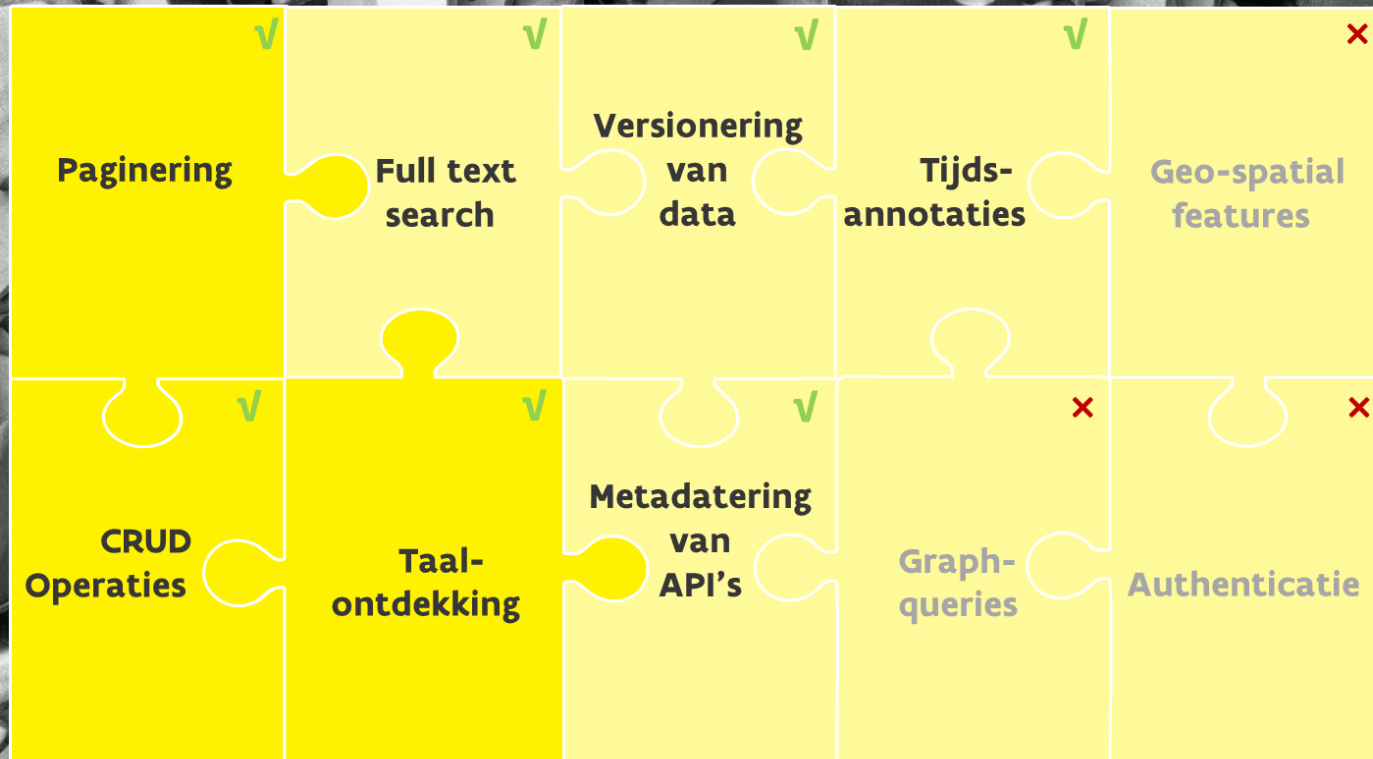 √
√
√
√
×
Paginering
Full text
search
Versionering
van
data
Tijds-
annotaties
Geo-spatial
features
√
√
√
×
×
CRUD
Operaties
Taal-
ontdekking
Metadatering
van
API's
Graph-
queries
Authenticatie